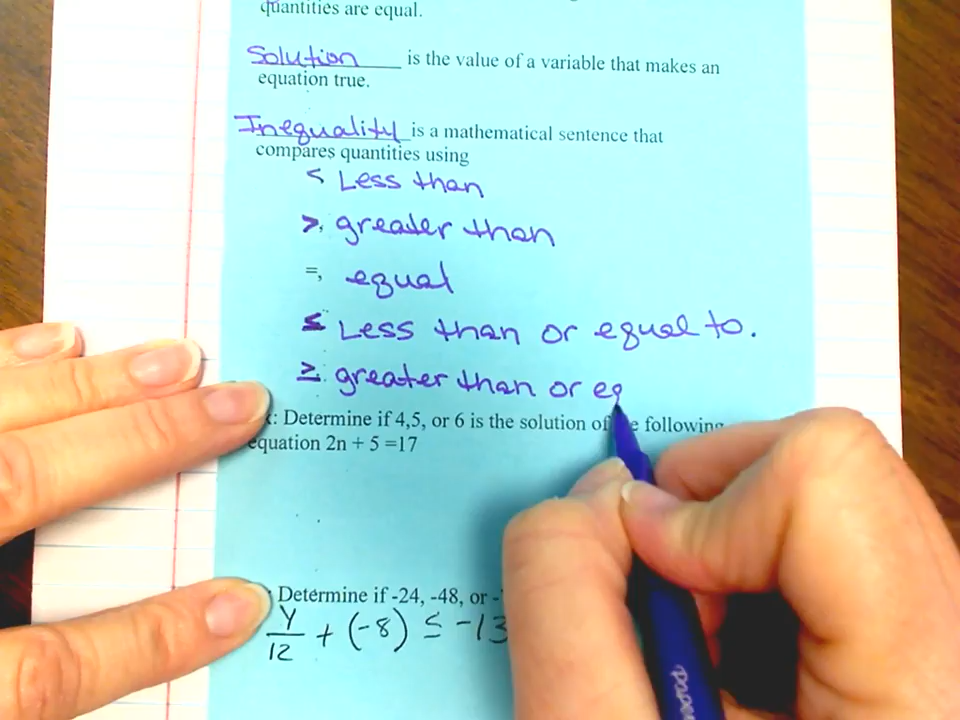 quantities are equal.
Solution is the value of a variable that makes an
equation true.
Inequality is a mathematical sentence that
compares quantities using
< Less than
>, greater than
=, equal
≤ Less than or equal to.
≥ greater than or eq
: Determine if 4,5, or 6 is the solution of following
equation 2n + 5 =17
: Determine if -24, -48, or -
y/12 + (-8) ≤ -13
paper